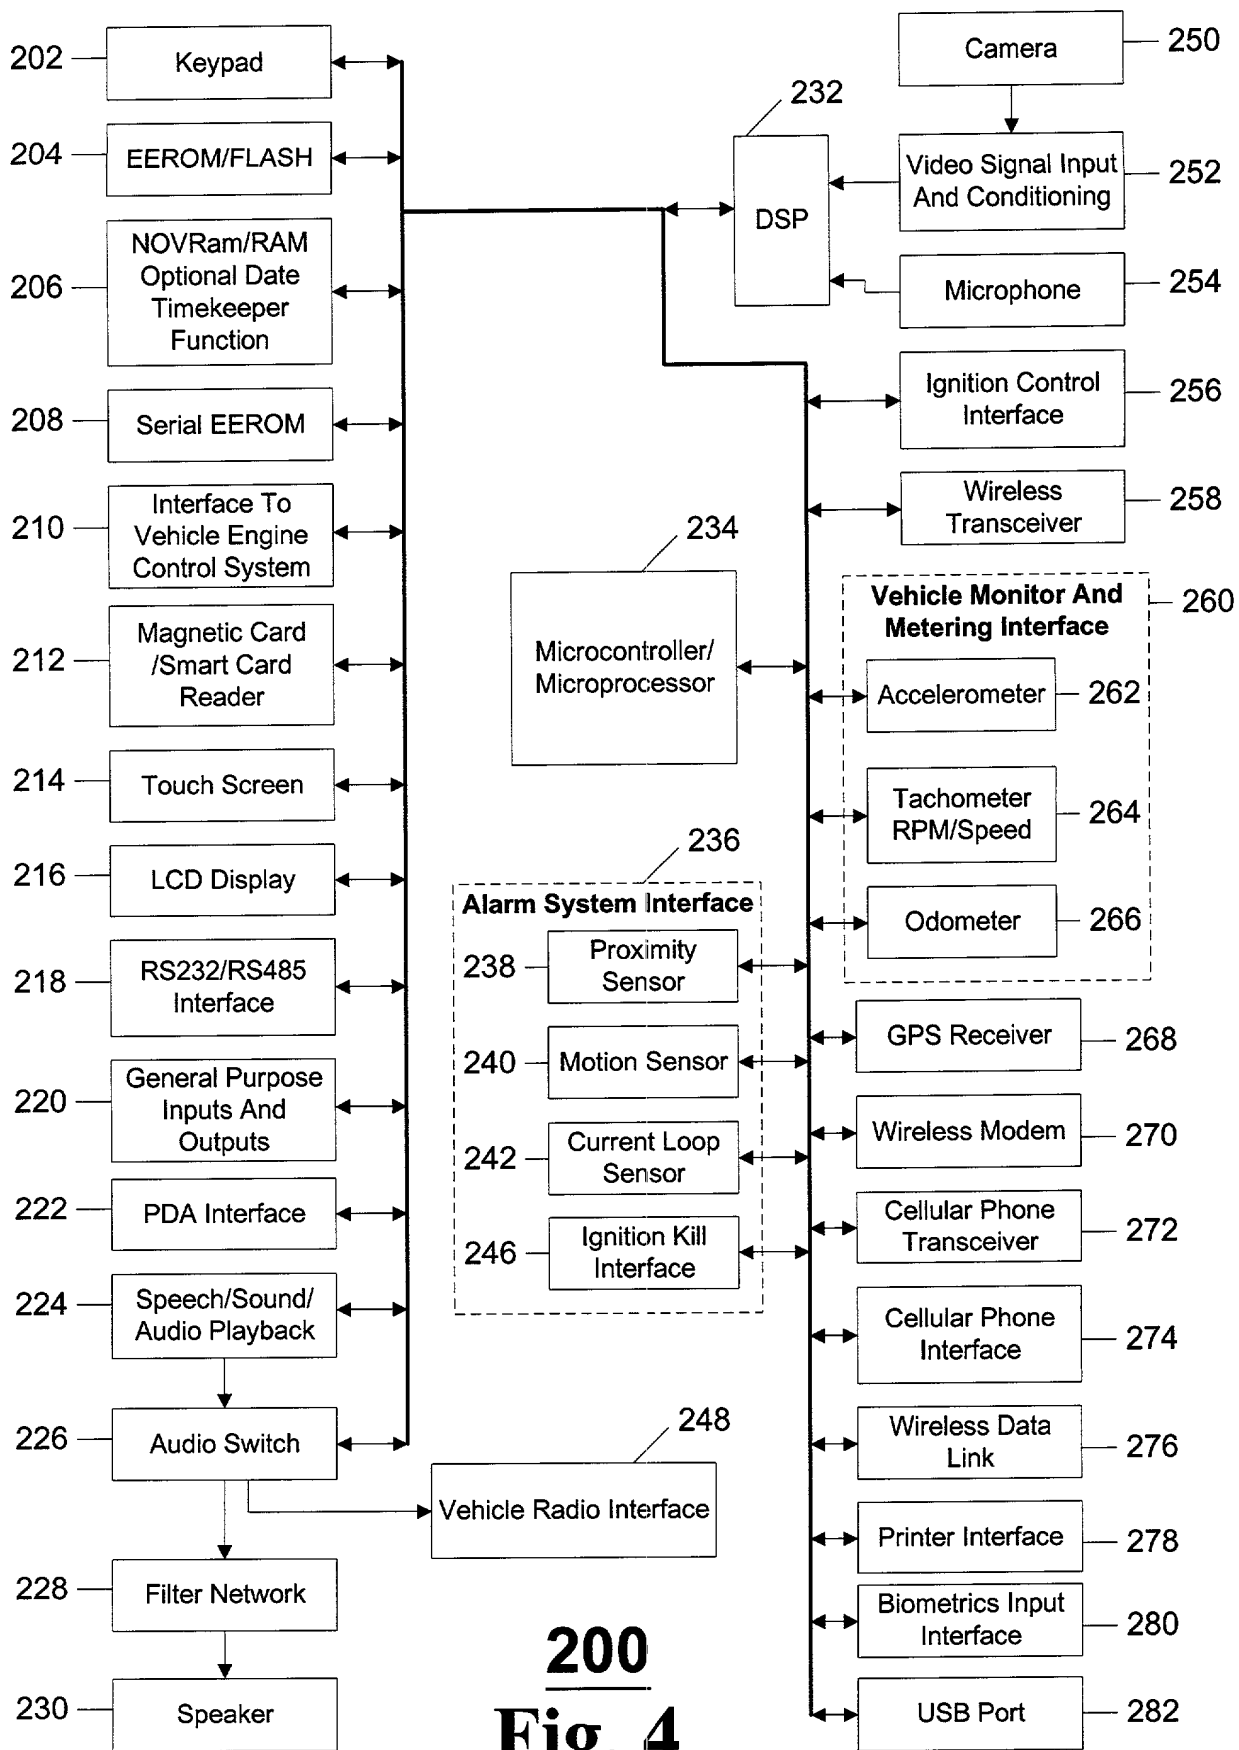 202
Keypad
204
EEROM/FLASH
206
NOVRam/RAM
Optional Date
Timekeeper
Function
208
Serial EEROM
210
Interface To
Vehicle Engine
Control System
212
Magnetic Card
/Smart Card
Reader
214
Touch Screen
216
LCD Display
218
RS232/RS485
Interface
220
General Purpose
Inputs And
Outputs
222
PDA Interface
224
Speech/Sound/
Audio Playback
226
Audio Switch
228
Filter Network
230
Speaker
232
DSP
234
Microcontroller/
Microprocessor
236
Alarm System Interface
238
Proximity
Sensor
240
Motion Sensor
242
Current Loop
Sensor
246
Ignition Kill
Interface
248
Vehicle Radio Interface
Camera
250
Video Signal Input
And Conditioning
252
Microphone
254
Ignition Control
Interface
256
Wireless
Transceiver
258
Vehicle Monitor And
Metering Interface
260
Accelerometer
262
Tachometer
RPM/Speed
264
Odometer
266
GPS Receiver
268
Wireless Modem
270
Cellular Phone
Transceiver
272
Cellular Phone
Interface
274
Wireless Data
Link
276
Printer Interface
278
Biometrics Input
Interface
280
USB Port
282
200
Fig. 4